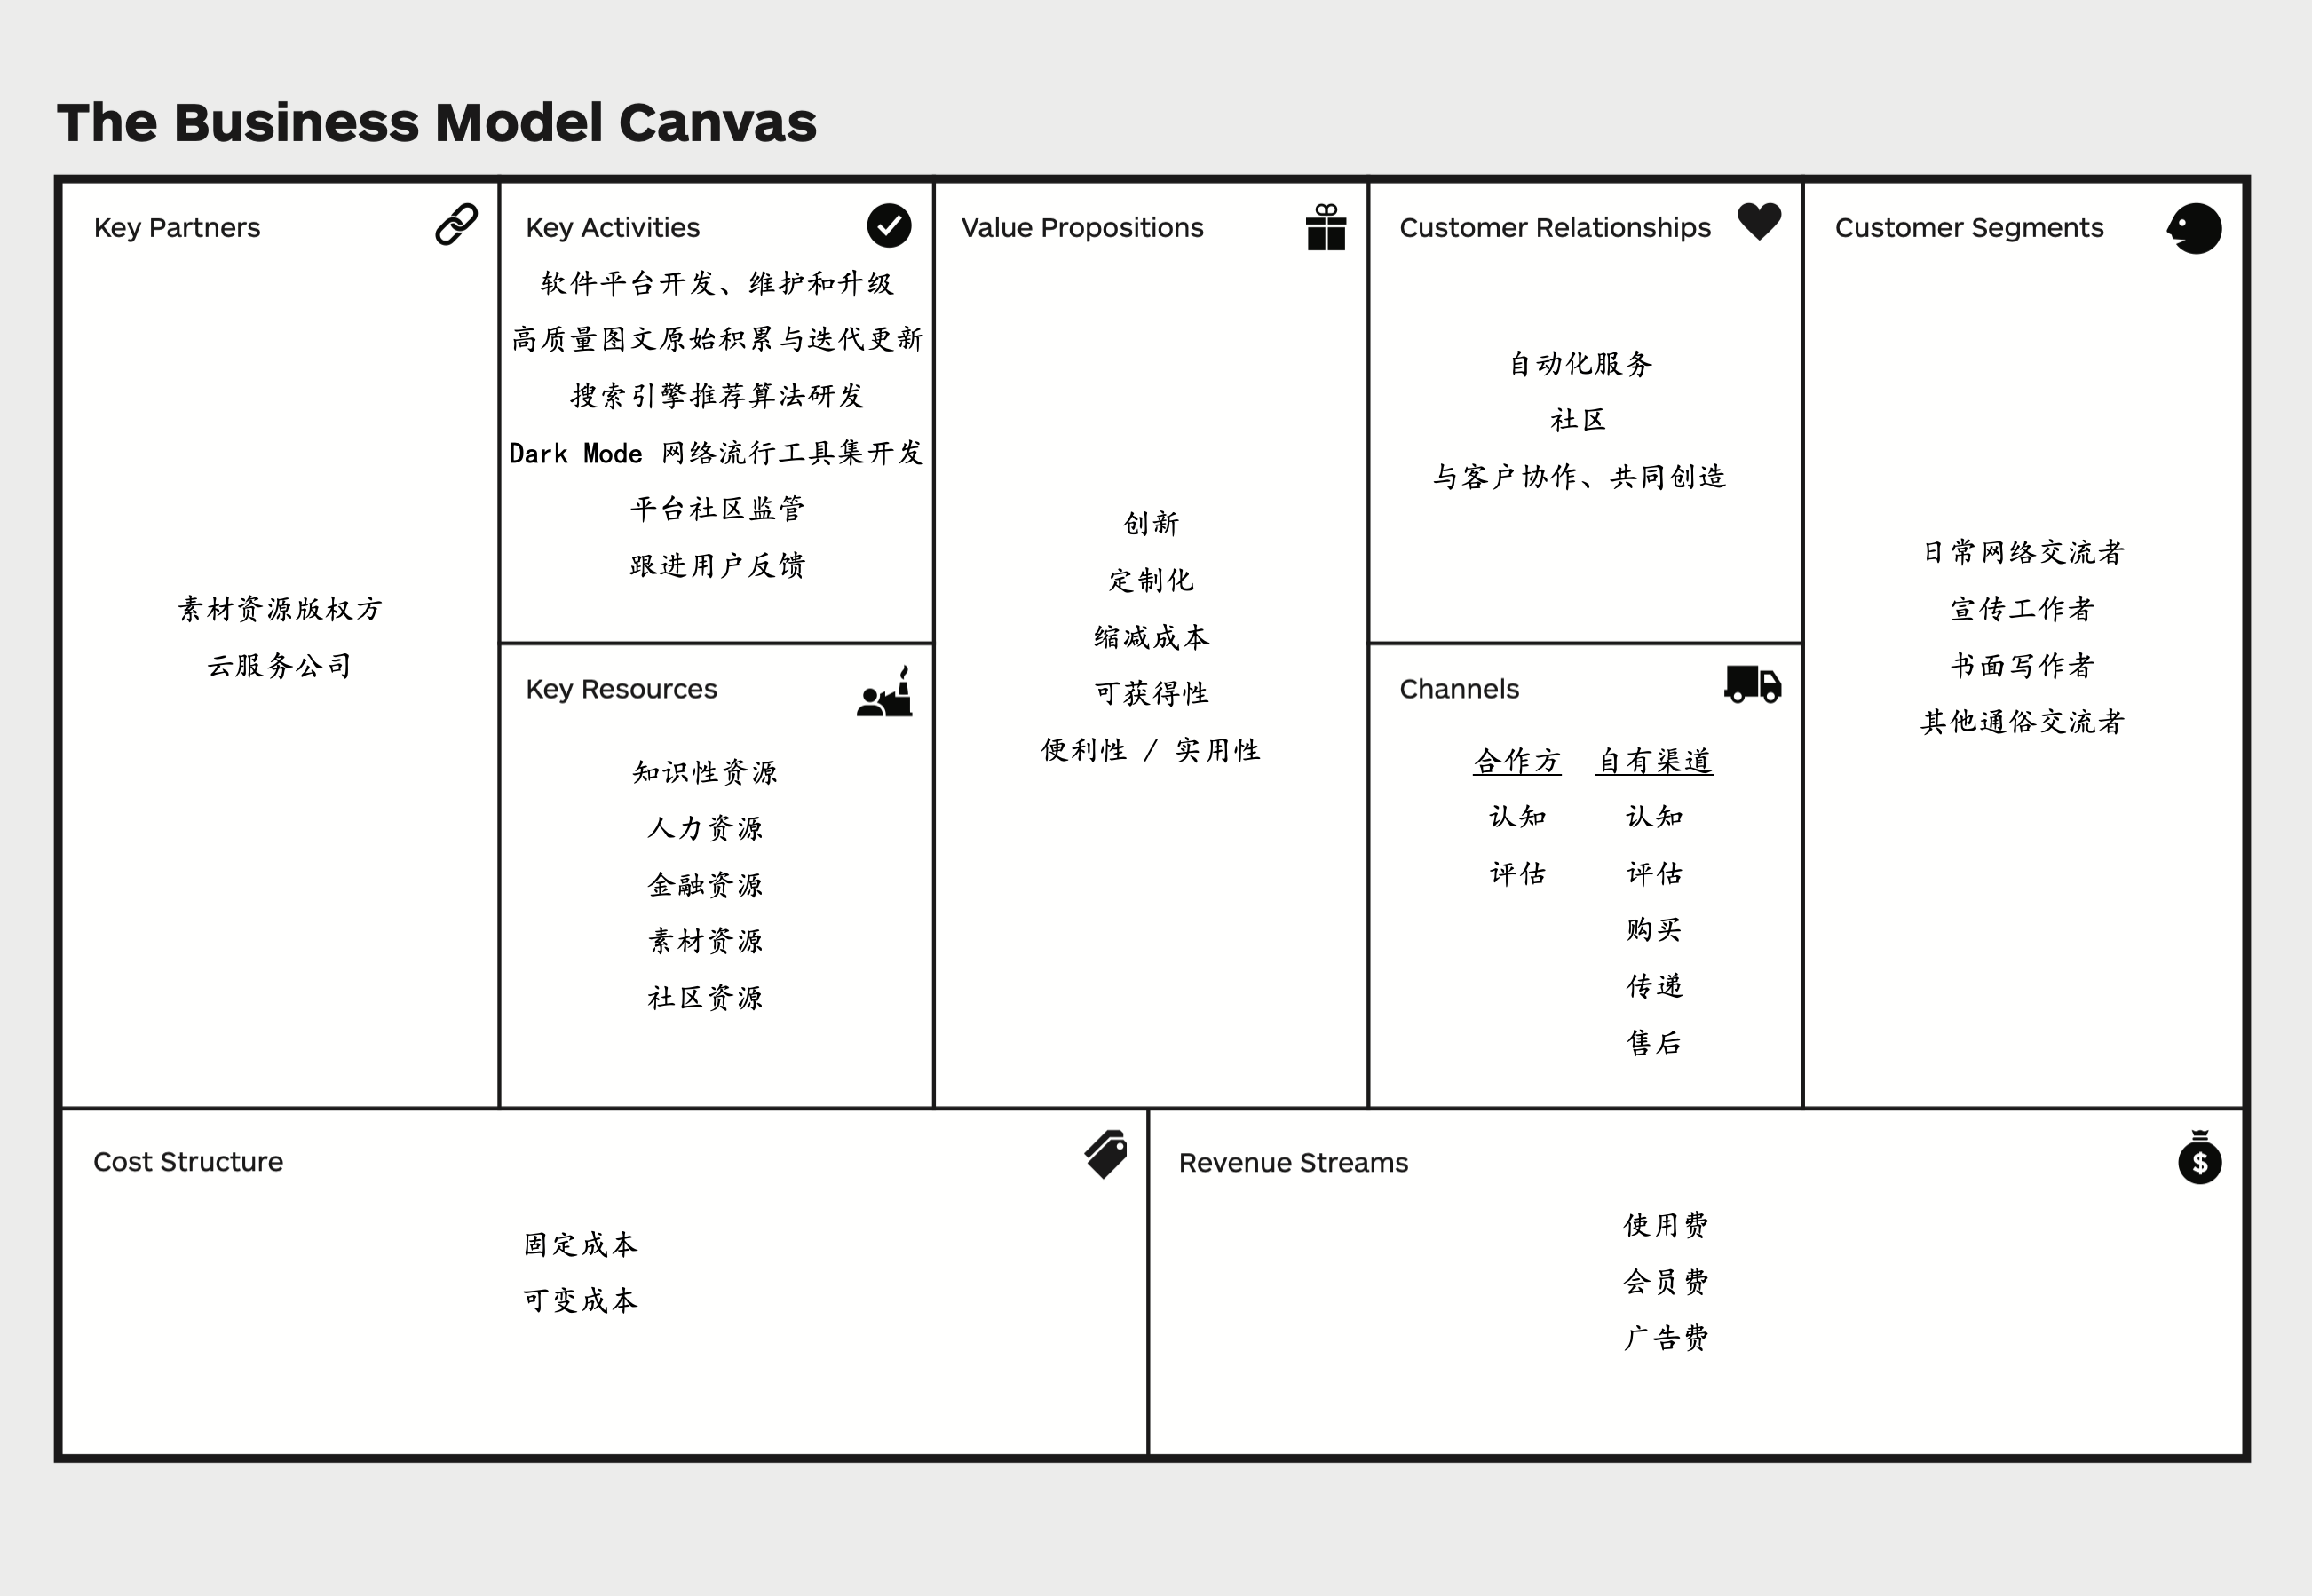 The Business Model Canvas
Key Partners
素材资源版权方
云服务公司
Key Activities
软件平台开发、维护和升级
高质量图文原始积累与迭代更新
搜索引擎推荐算法研发
Dark Mode 网络流行工具集开发
平台社区监管
跟进用户反馈
Key Resources
知识性资源
人力资源
金融资源
素材资源
社区资源
Value Propositions
创新
定制化
缩减成本
可获得性
便利性 / 实用性
Customer Relationships
自动化服务
社区
与客户协作、共同创造
Channels
合作方 自有渠道
认知 认知
评估 评估
购买
传递
售后
Customer Segments
日常网络交流者
宣传工作者
书面写作者
其他通俗交流者
Cost Structure
固定成本
可变成本
Revenue Streams
$
使用费
会员费
广告费